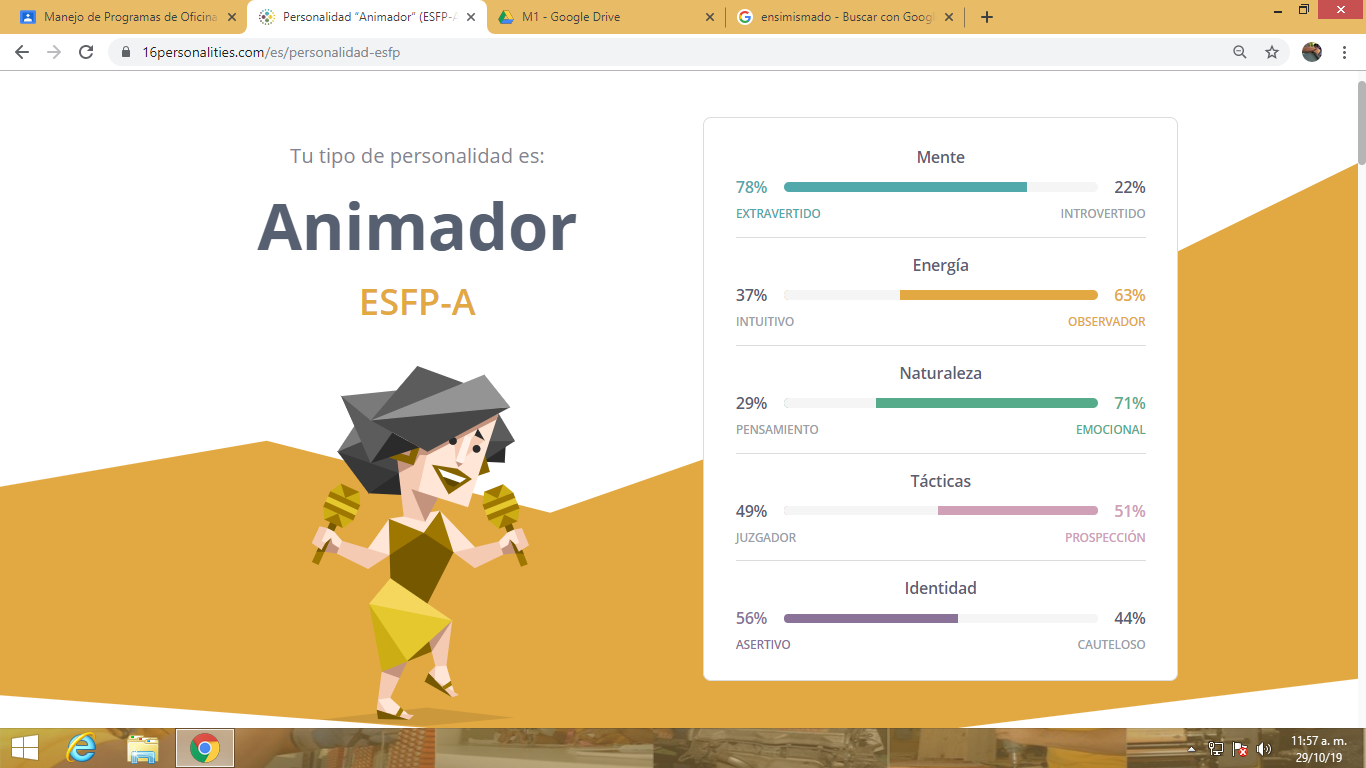 Manejo de Programas de Oficina
Personalidad “Animador” (ESFP-A
M1 - Google Drive
ensimismado - Buscar con Googl
16personalities.com/es/personalidad-esfp
Tu tipo de personalidad es:
Animador
ESFP-A
Mente
78% 22%
EXTRAVERTIDO INTROVERTIDO
Energía
37% 63%
INTUITIVO OBSERVADOR
Naturaleza
29% 71%
PENSAMIENTO EMOCIONAL
Tácticas
49% 51%
JUZGADOR PROSPECCIÓN
Identidad
56% 44%
ASERTIVO CAUTELOSO
11:57 a. m.
29/10/19